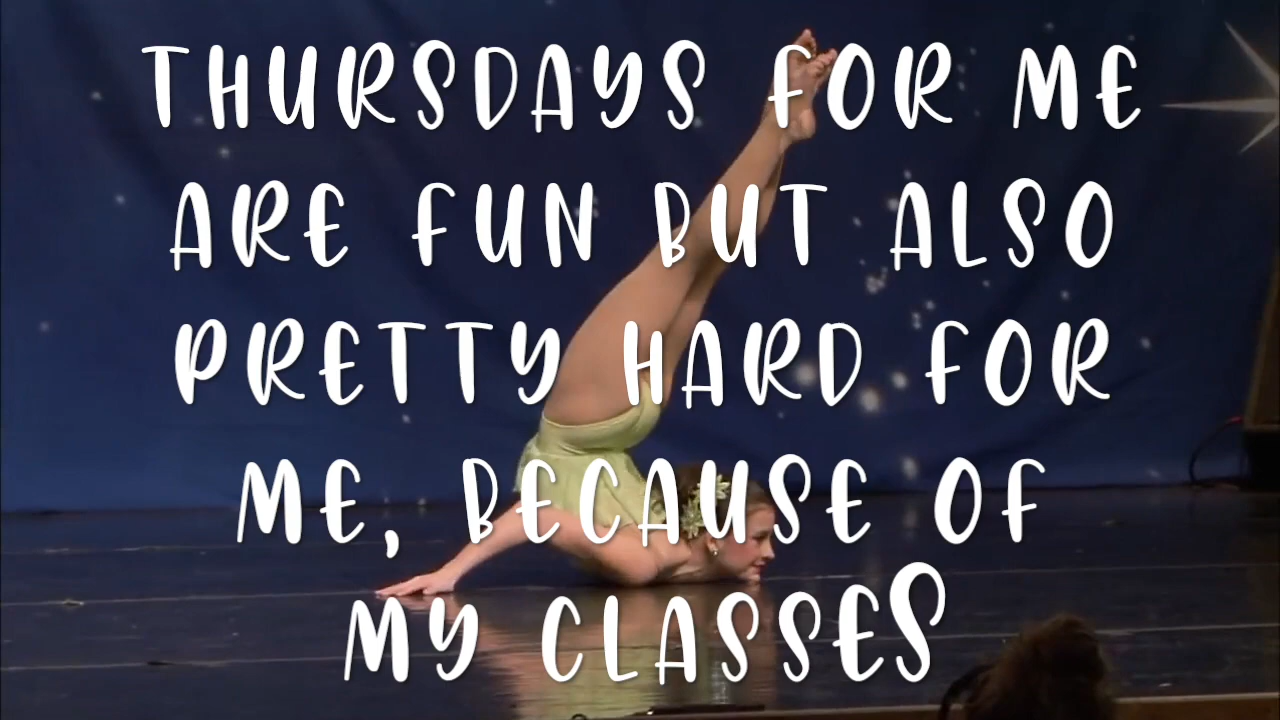 THURSDAYS FOR ME
ARE FUN BUT ALSO
PRETTY HARD FOR
ME, BECAUSE OF
MY CLASSES